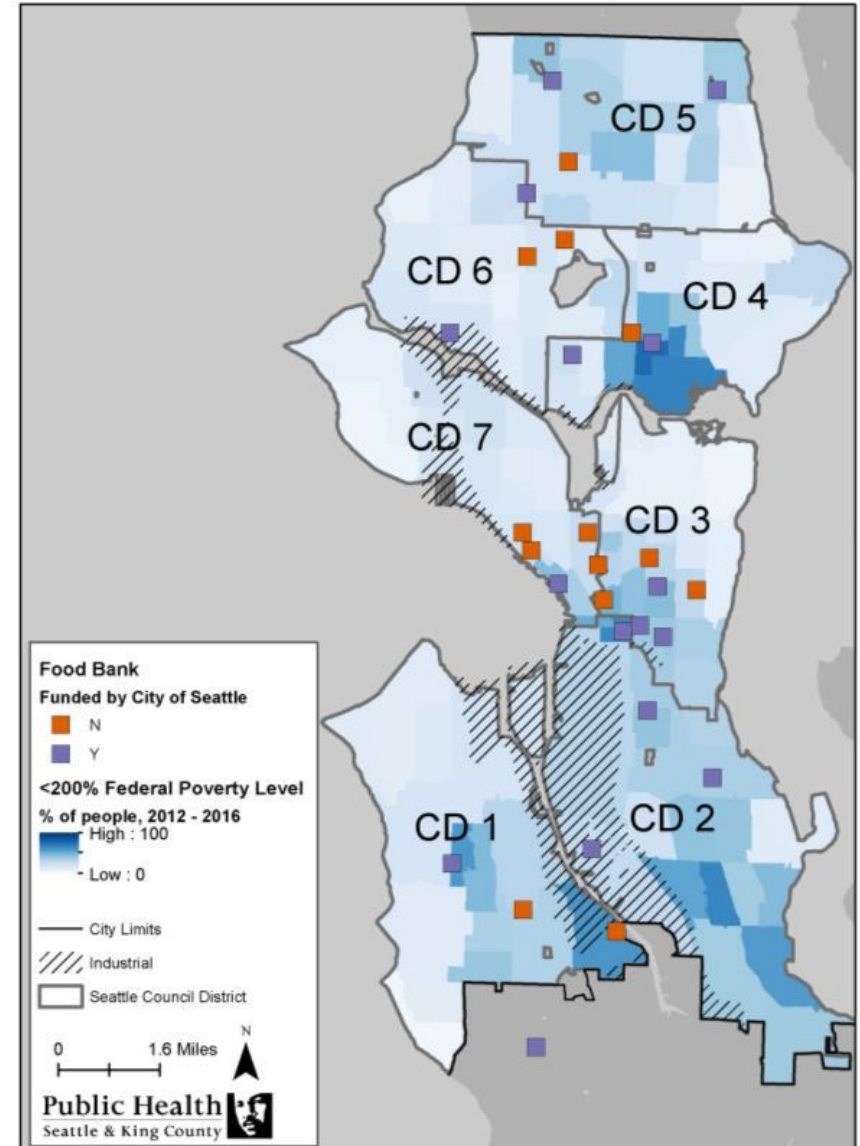 CD 5
CD 6
CD 4
CD 7
CD 3
CD 1
CD 2
Food Bank
Funded by City of Seattle
N
Y
<200% Federal Poverty Level
% of people, 2012 - 2016
High : 100
Low : 0
City Limits
Industrial
Seattle Council District
0 1.6 Miles
N
Public Health
Seattle & King County